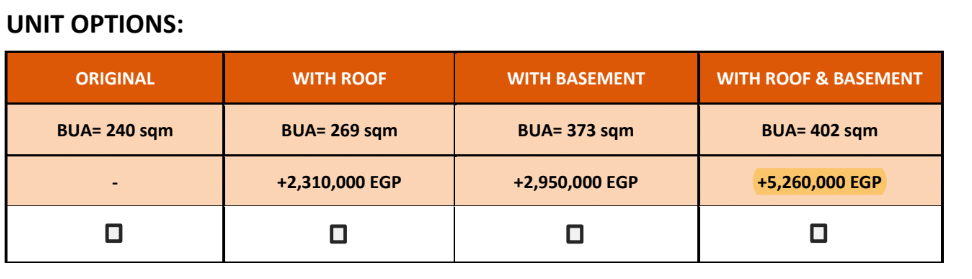 UNIT OPTIONS:
ORIGINAL WITH ROOF WITH BASEMENT WITH ROOF & BASEMENT
BUA= 240 sqm BUA= 269 sqm BUA= 373 sqm BUA= 402 sqm
- +2,310,000 EGP +2,950,000 EGP +5,260,000 EGP